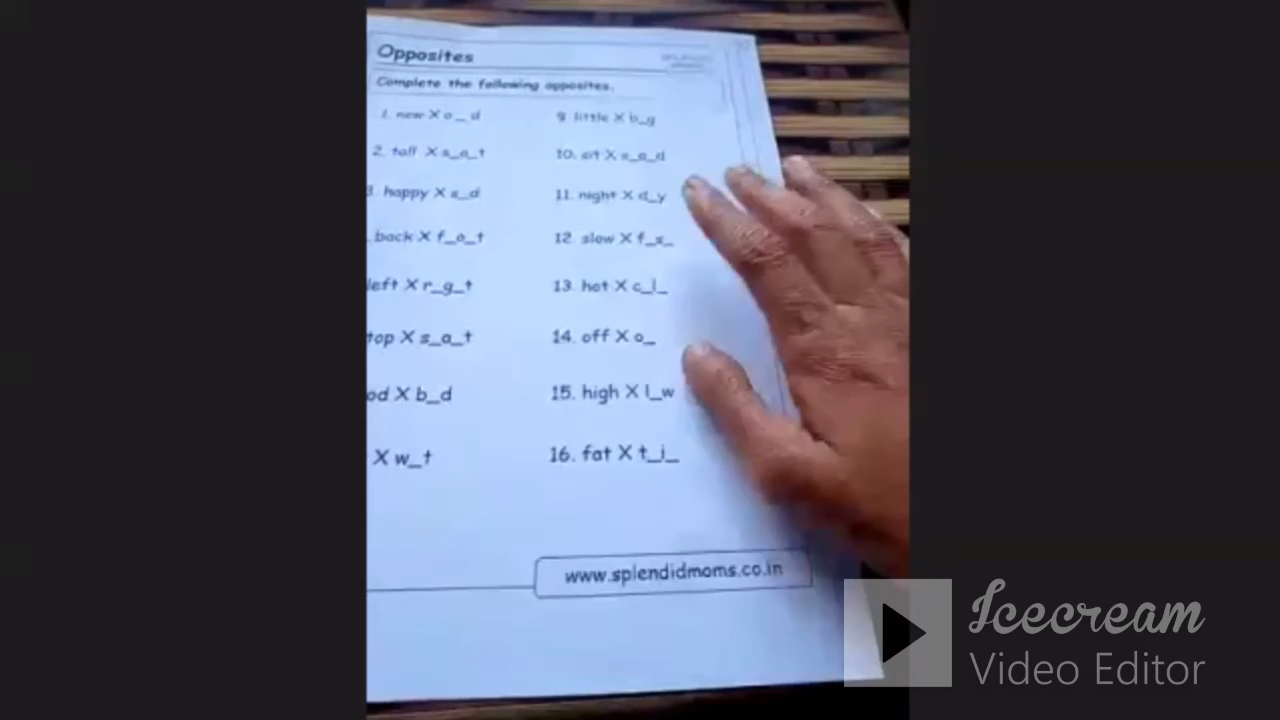 Opposites
Complete the following opposites.
1. new X o_d
2. tall X s_o_t
3. happy X s_d
. back X f_o_t
left X r_g_t
top X s_a_t
od X b_d
X w_t
9. little X b_g
10. sit X s_a_d
11. night X d_y
12. slow X f_s_
13. hot X c_l_
14. off X o_
15. high X l_w
16. fat X t_i_
www.splendidmoms.co.in
Icecream
Video Editor